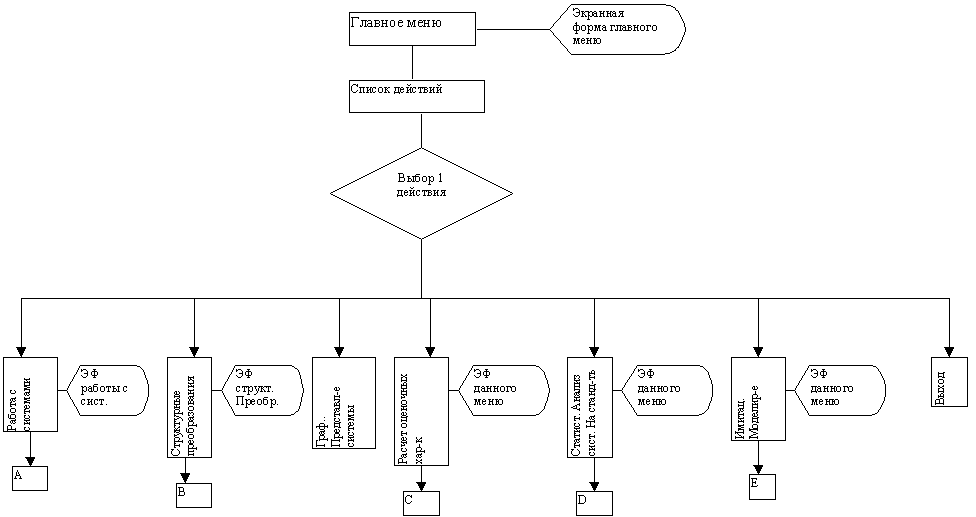 Главное меню
Экранная
форма главного
меню
Список действий
Выбор 1
действия
Работа с
системами
ЭФ
работы с
сист.
Структурные
преобразования
ЭФ
структ.
Преобр.
Граф..
Представл-е
системы
Расчет оценочных
хар-к
ЭФ
данного
меню
Статист. Анализ
сист. На станд-ть
ЭФ
данного
меню
Имитац.
Моделир-е
ЭФ
данного
меню
Выход
A
B
C
D
E